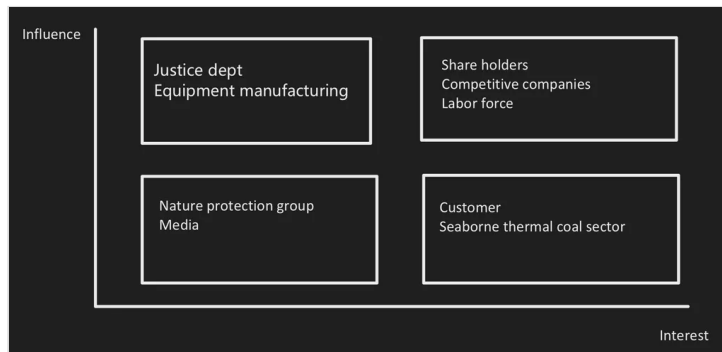 Influence
Justice dept
Equipment manufacturing
Share holders
Competitive companies
Labor force
Nature protection group
Media
Customer
Seaborne thermal coal sector
Interest